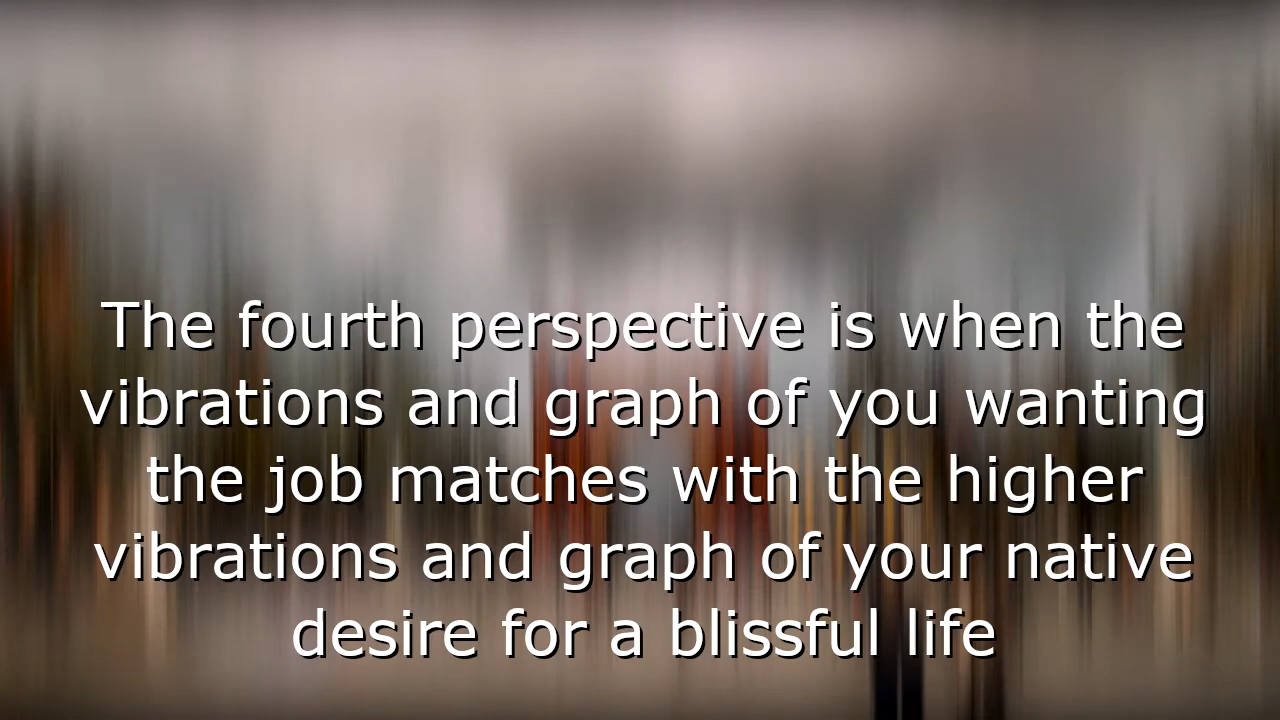 The fourth perspective is when the
vibrations and graph of you wanting
the job matches with the higher
vibrations and graph of your native
desire for a blissful life